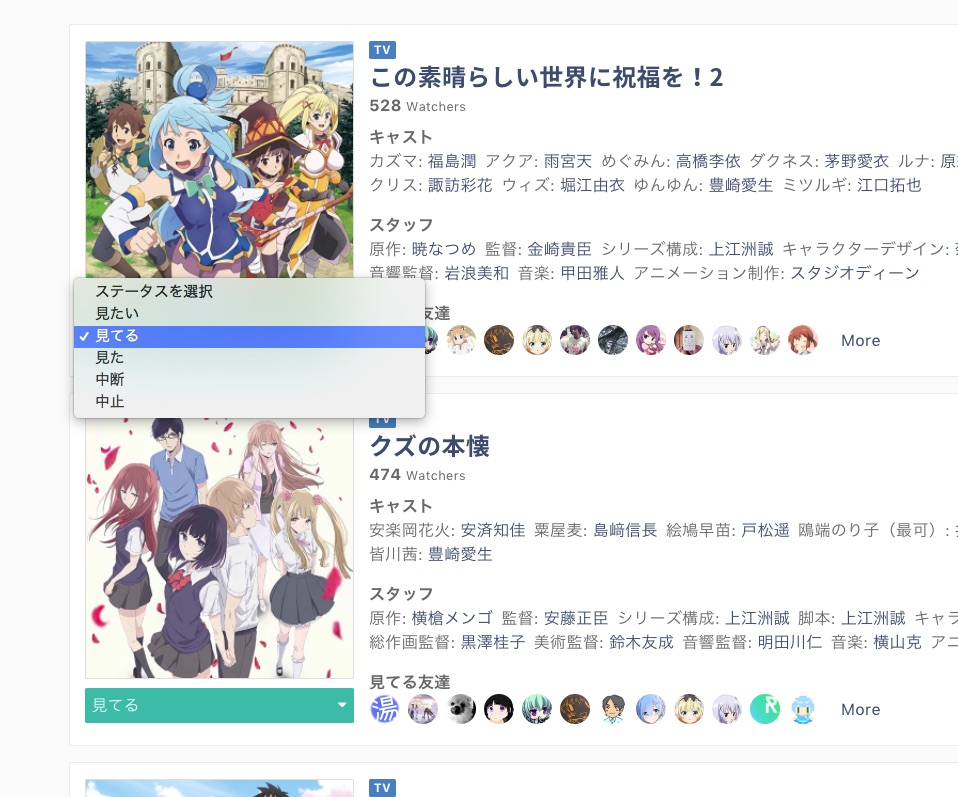 TV
この素晴らしい世界に祝福を！2
528 Watchers
キャスト
カズマ: 福島潤 アクア: 雨宮天 めぐみん: 高橋李依 ダクネス: 茅野愛衣 ルナ: 原
クリス: 諏訪彩花 ウィズ: 堀江由衣 ゆんゆん: 豊崎愛生 ミツルギ: 江口拓也
スタッフ
原作: 暁なつめ 監督: 金崎貴臣 シリーズ構成: 上江洲誠 キャラクターデザイン:
音響監督: 岩浪美和 音楽: 甲田雅人 アニメーション制作: スタジオディーン
友達
More
ステータスを選択
見たい
✓ 見てる
見た
中断
中止
TV
クズの本懐
474 Watchers
キャスト
安楽岡花火: 安済知佳 粟屋麦: 島﨑信長 絵鳩早苗: 戸松遥 鴎端のり子（最可）:
皆川茜: 豊崎愛生
スタッフ
原作: 横槍メンゴ 監督: 安藤正臣 シリーズ構成: 上江洲誠 脚本: 上江洲誠 キャラ
総作画監督: 黒澤桂子 美術監督: 鈴木友成 音響監督: 明田川仁 音楽: 横山克 アニ
見てる友達
湯
R
More
見てる
TV